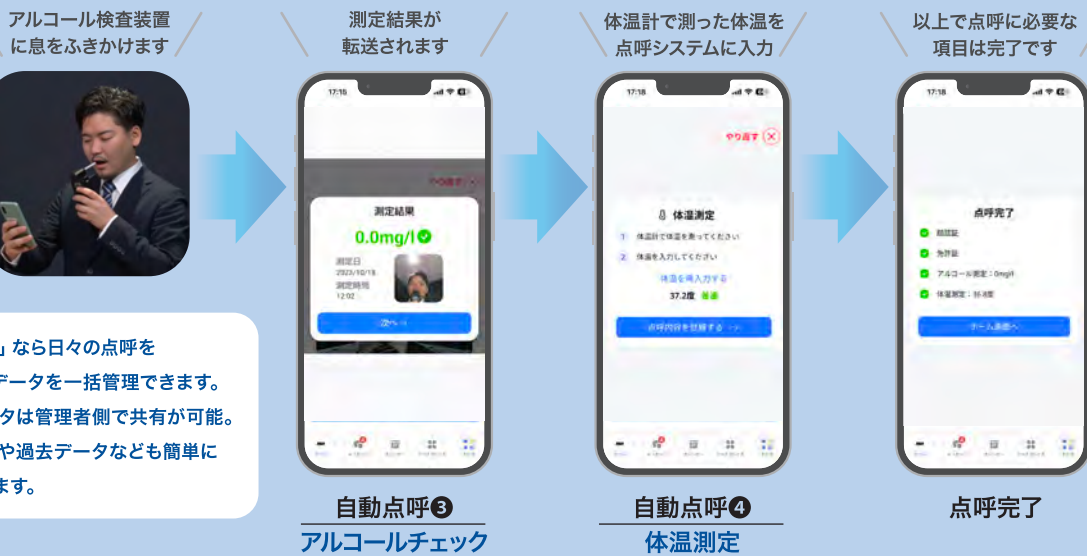 アルコール検査装置
に息をふきかけます
測定結果が
転送されます
体温計で測った体温を
点呼システムに入力
以上で点呼に必要な
項目は完了です
17:15
測定結果
0.0mg/l
測定日
2023/10/18
測定時間
12:02
次へ
17:18
やり直す
体温測定
1 体温計で体温を測ってください
2 体温を入力してください
体温を再入力する
37.2度 普通
点呼内容を登録する
17:18
点呼完了
顔認証
免許証
アルコール測定:0mg/l
ホーム画面へ
」なら日々の点呼を
データを一括管理できます。
タは管理者側で共有が可能。
や過去データなども簡単に
ます。
自動点呼❸
アルコールチェック
自動点呼❹
体温測定
点呼完了